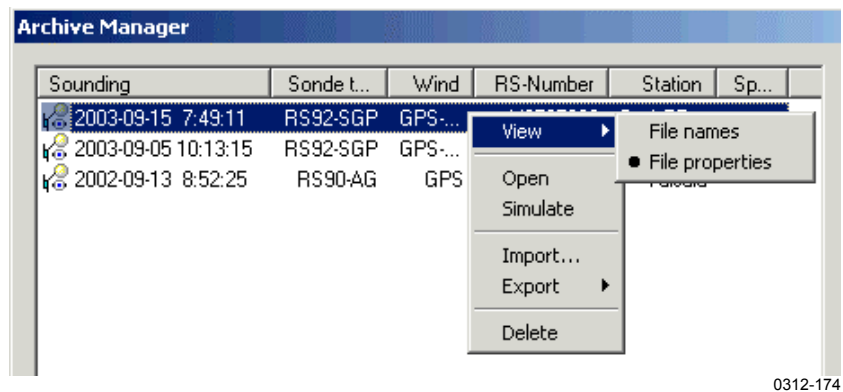 Archive Manager
Sounding Sonde t... Wind RS-Number Station Sp...
2003-09-15 7:49:11 RS92-SGP GPS-...
2003-09-05 10:13:15 RS92-SGP GPS-...
2002-09-13 8:52:25 RS90-AG GPS
View
File names
File properties
Open
Simulate
Import...
Export
Delete
0312-174